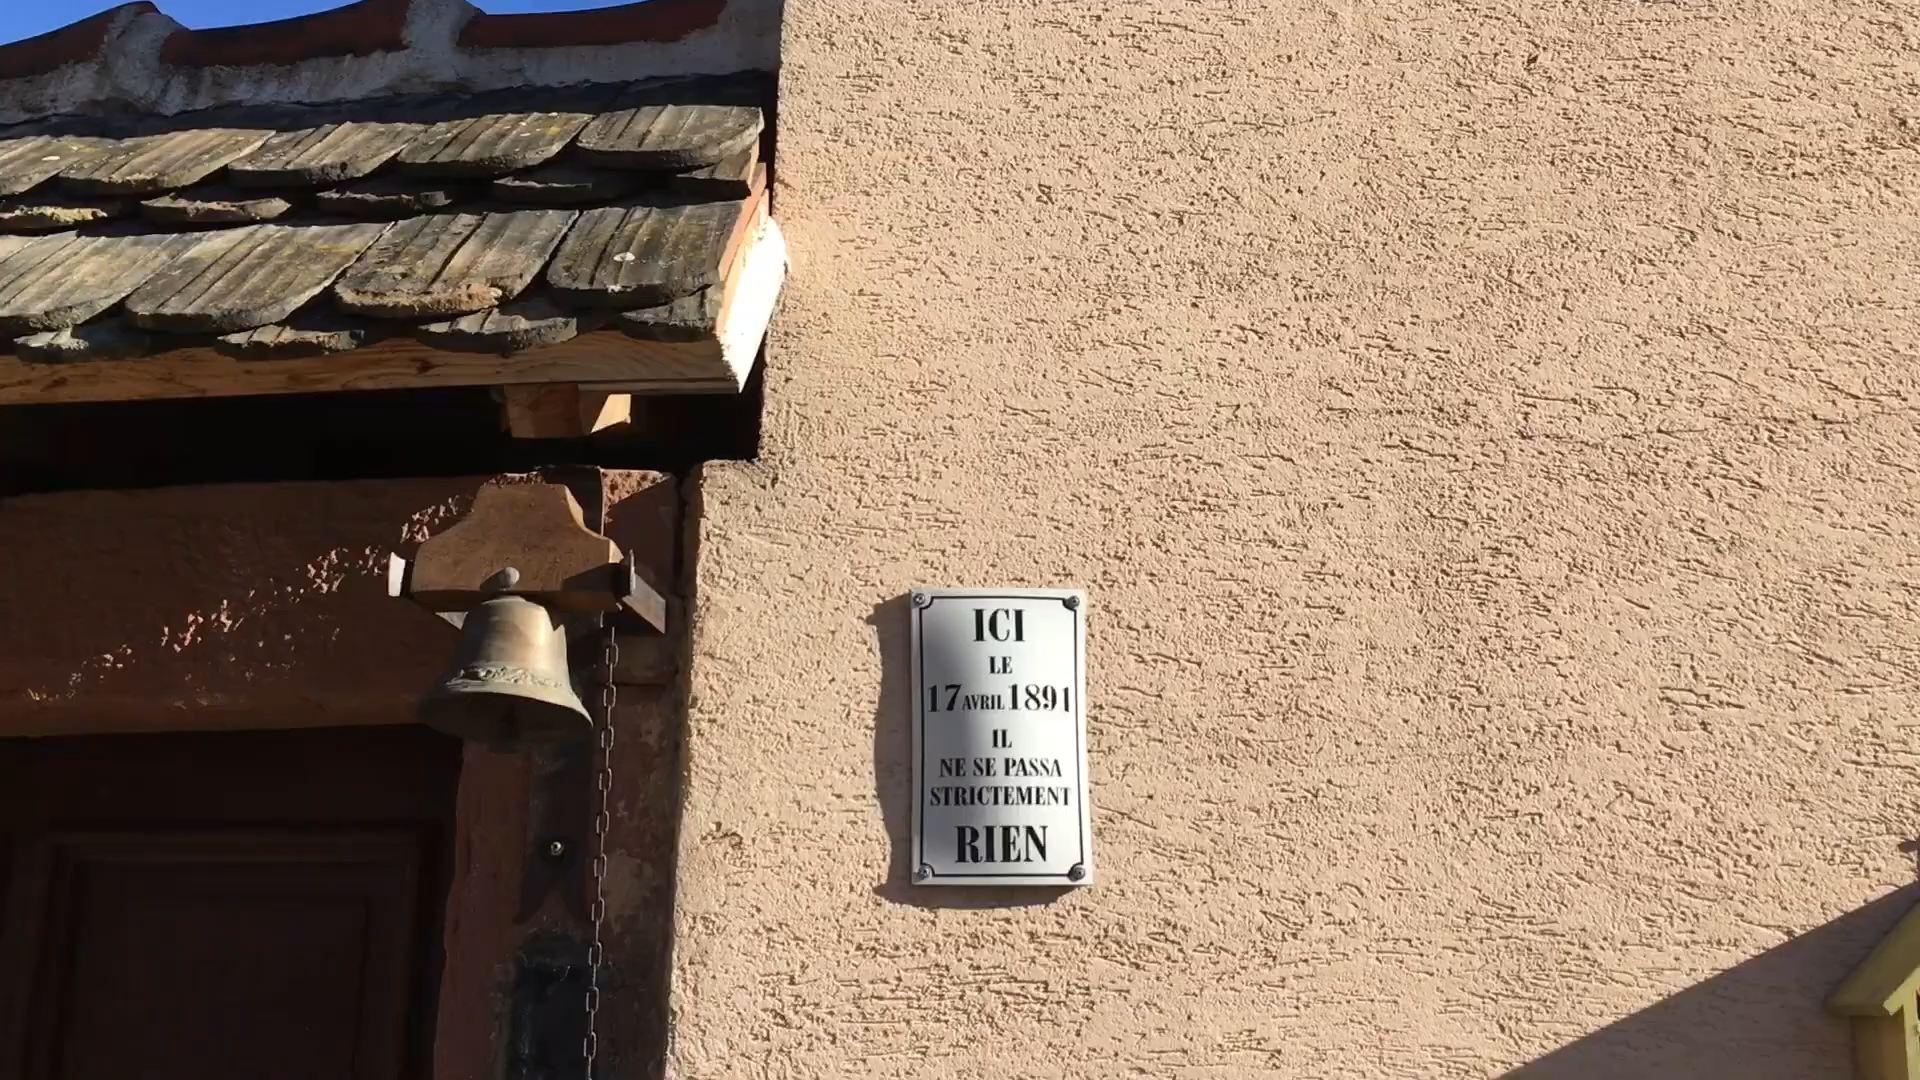 ICI
LE
17 AVRIL 1891
IL
NE SE PASSA
STRICTEMENT
RIEN